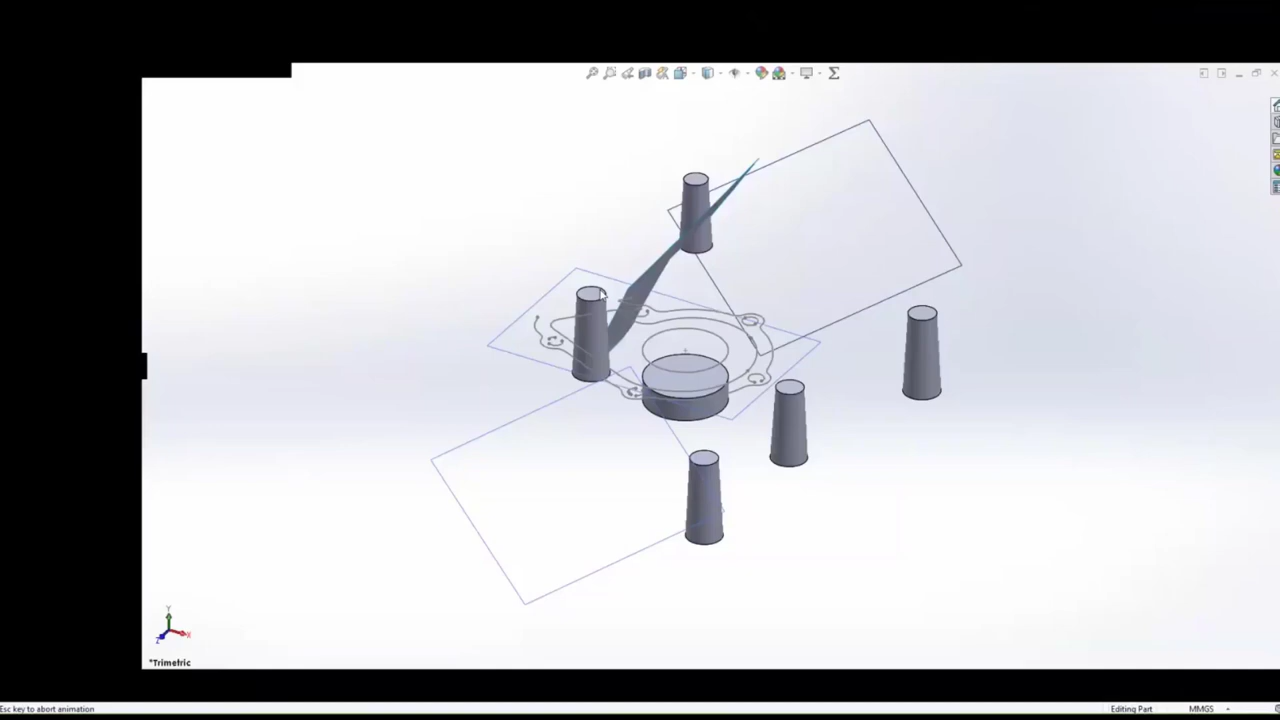 Y
X
Z
*Trimetric
Esc key to abort animation
Editing Part
MMGS